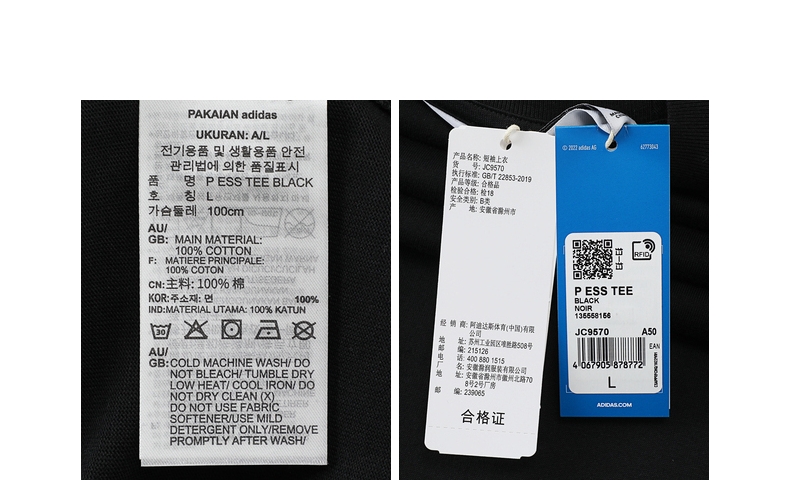 PAKAIAN adidas
UKURAN: A/L
전기용품 및 생활용품 안전
관리법에 의한 품질표시
품 명 P ESS TEE BLACK
호 칭 L
가슴둘레 100cm
AU/
GB: MAIN MATERIAL:
100% COTTON
F: MATIERE PRINCIPALE:
100% COTON
CN:主料: 100% 棉
KOR:주소재: 면 100%
IND:MATERIAL UTAMA: 100% KATUN
30
AU/
GB:COLD MACHINE WASH/ DO
NOT BLEACH/ TUMBLE DRY
LOW HEAT/ COOL IRON/ DO
NOT DRY CLEAN (X)
DO NOT USE FABRIC
SOFTENER/USE MILD
DETERGENT ONLY/REMOVE
PROMPTLY AFTER WASH/
产品名称: 短袖上衣
货 号: JC9570
执行标准: GB/T 22853-2019
产品等级: 合格品
检验合格: 检18
安全类别: B类
产 地: 安徽省滁州市
经 销 商: 阿迪达斯体育(中国)有限
公司
地 址: 苏州工业园区维亭路508号
邮 编: 215126
电 话: 400 880 1515
厂 名: 安徽滁润服装有限公司
地 址: 安徽省滁州市徽州北路70
8号2号厂房
邮 编: 239065
合格证
© 2022 adidas AG
62773043
RFID
P ESS TEE
BLACK
NOIR
135558156
JC9570 A50
EAN
4 067905 878772
L
ADIDAS.COM